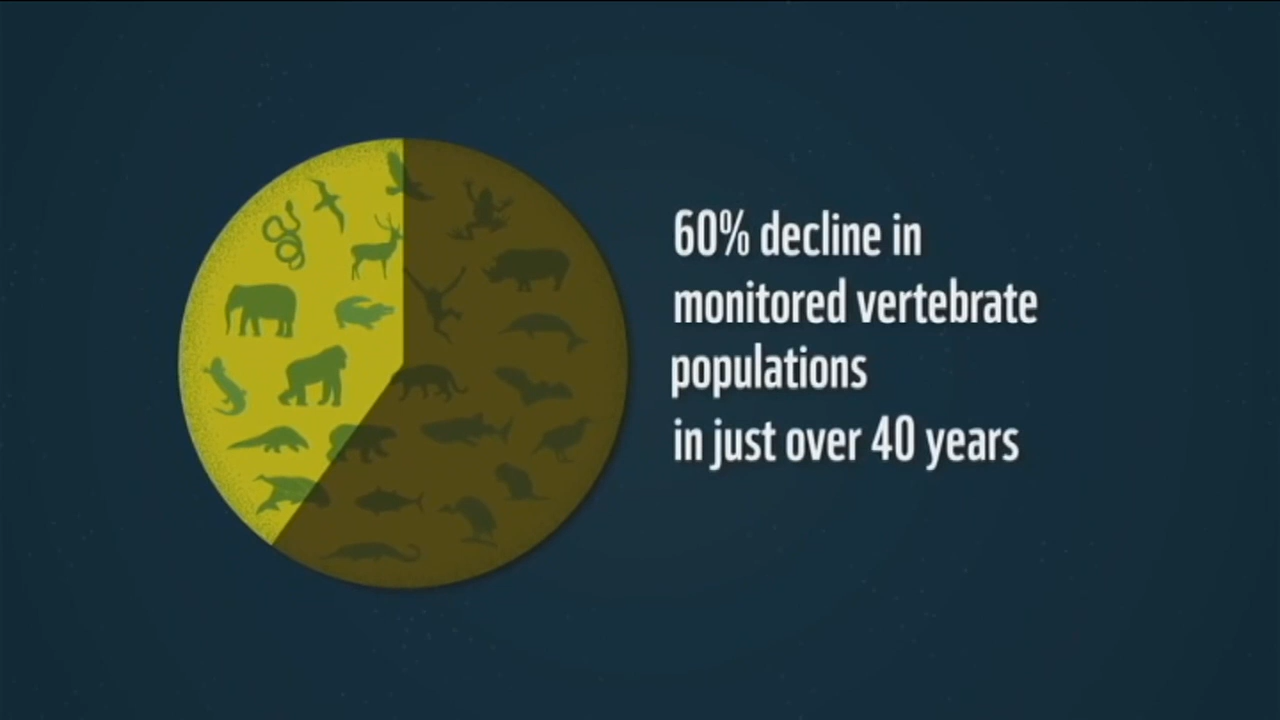 60% decline in
monitored vertebrate
populations
in just over 40 years